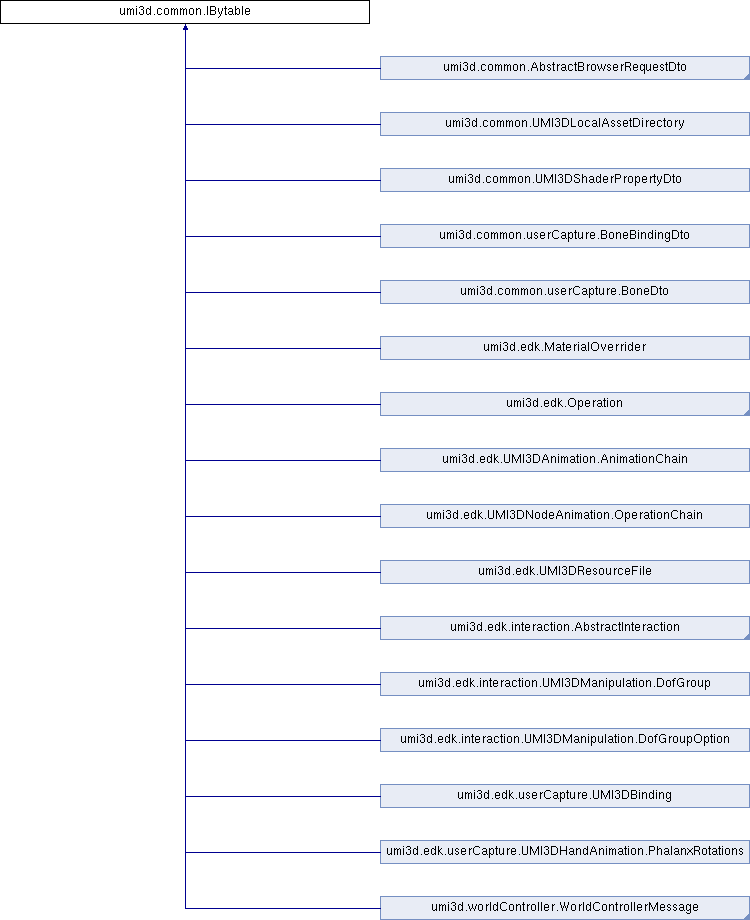 umi3d.common.IBytable
umi3d.common.AbstractBrowserRequestDto
umi3d.common.UMI3DLocalAssetDirectory
umi3d.common.UMI3DShaderPropertyDto
umi3d.common.userCapture.BoneBindingDto
umi3d.common.userCapture.BoneDto
umi3d.edk.MaterialOverrider
umi3d.edk.Operation
umi3d.edk.UMI3DAnimation.AnimationChain
umi3d.edk.UMI3DNodeAnimation.OperationChain
umi3d.edk.UMI3DResourceFile
umi3d.edk.interaction.AbstractInteraction
umi3d.edk.interaction.UMI3DManipulation.DofGroup
umi3d.edk.interaction.UMI3DManipulation.DofGroupOption
umi3d.edk.userCapture.UMI3DBinding
umi3d.edk.userCapture.UMI3DHandAnimation.PhalanxRotations
umi3d.worldController.WorldControllerMessage